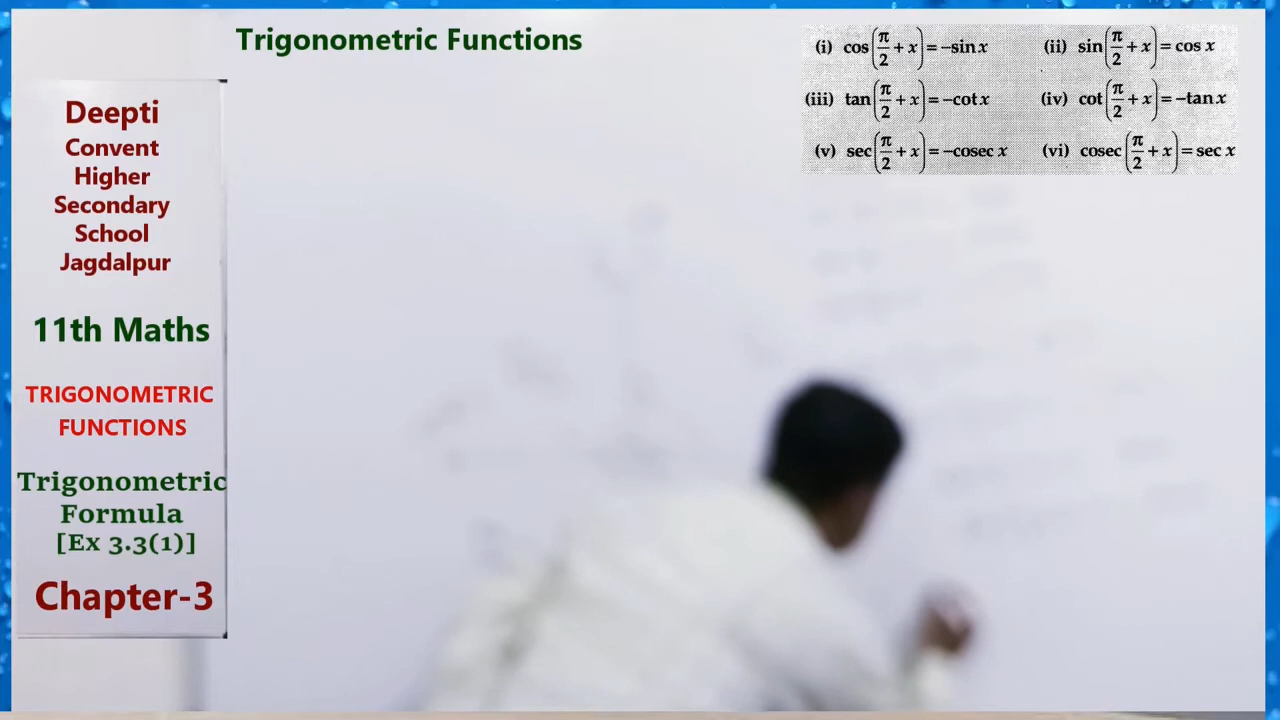 Trigonometric Functions
(i) cos(π/2 + x) = −sin x (ii) sin(π/2 + x) = cos x
(iii) tan(π/2 + x) = −cot x (iv) cot(π/2 + x) = −tan x
(v) sec(π/2 + x) = −cosec x (vi) cosec(π/2 + x) = sec x
Deepti
Convent
Higher
Secondary
School
Jagdalpur
11th Maths
TRIGONOMETRIC
FUNCTIONS
Trigonometric
Formula
[Ex 3.3(1)]
Chapter-3